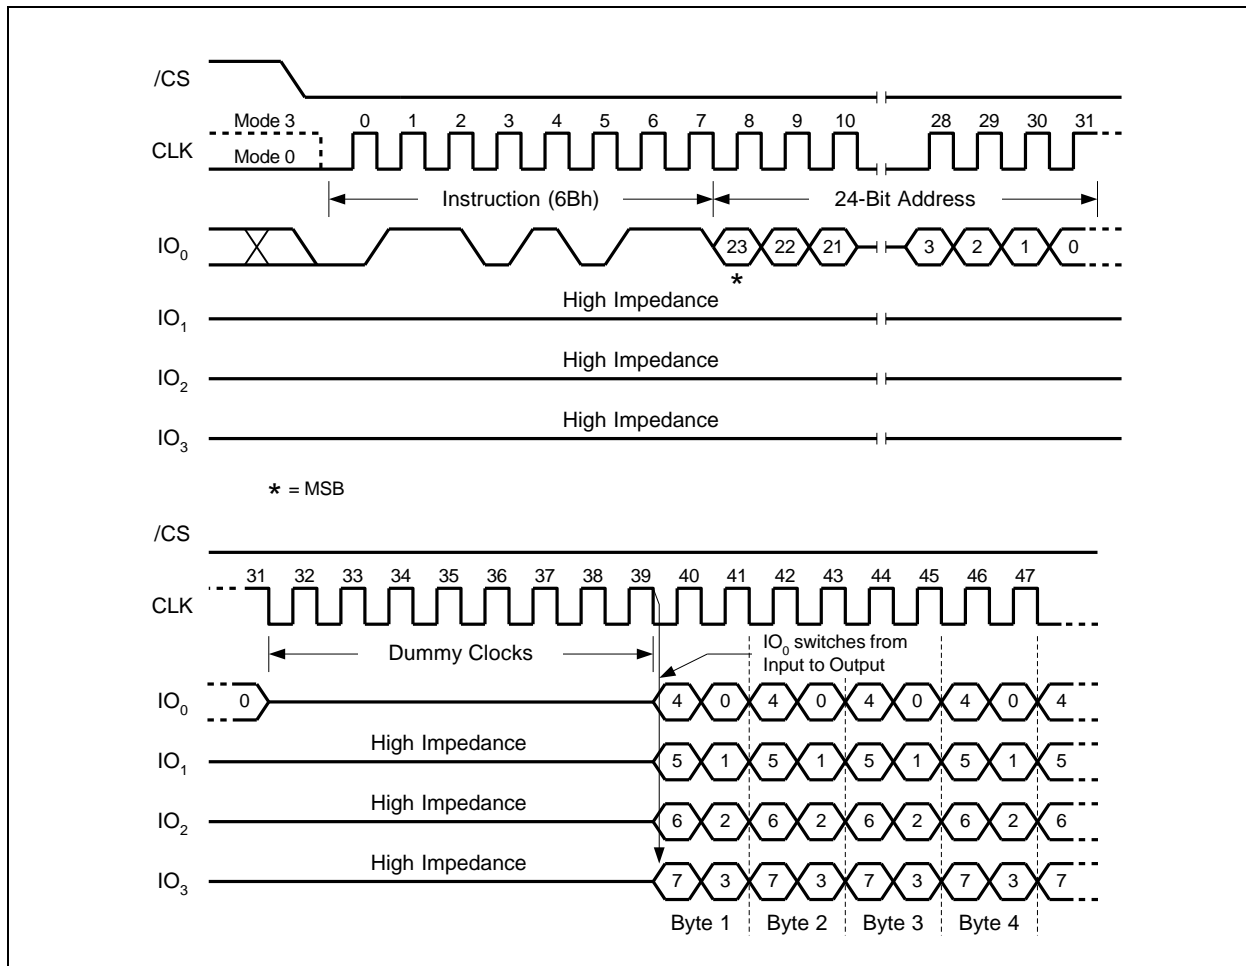 /CS
Mode 3 0 1 2 3 4 5 6 7 8 9 10 28 29 30 31
CLK
Mode 0
Instruction (6Bh) 24-Bit Address
IO0 23 22 21 3 2 1 0
*
High Impedance
IO1
High Impedance
IO2
High Impedance
IO3
* = MSB
/CS
31 32 33 34 35 36 37 38 39 40 41 42 43 44 45 46 47
CLK
Dummy Clocks
IO0 switches from
Input to Output
IO0 0 4 0 4 0 4 0 4 0 4
High Impedance
IO1 5 1 5 1 5 1 5 1 5
High Impedance
IO2 6 2 6 2 6 2 6 2 6
High Impedance
IO3 7 3 7 3 7 3 7 3 7
Byte 1 Byte 2 Byte 3 Byte 4